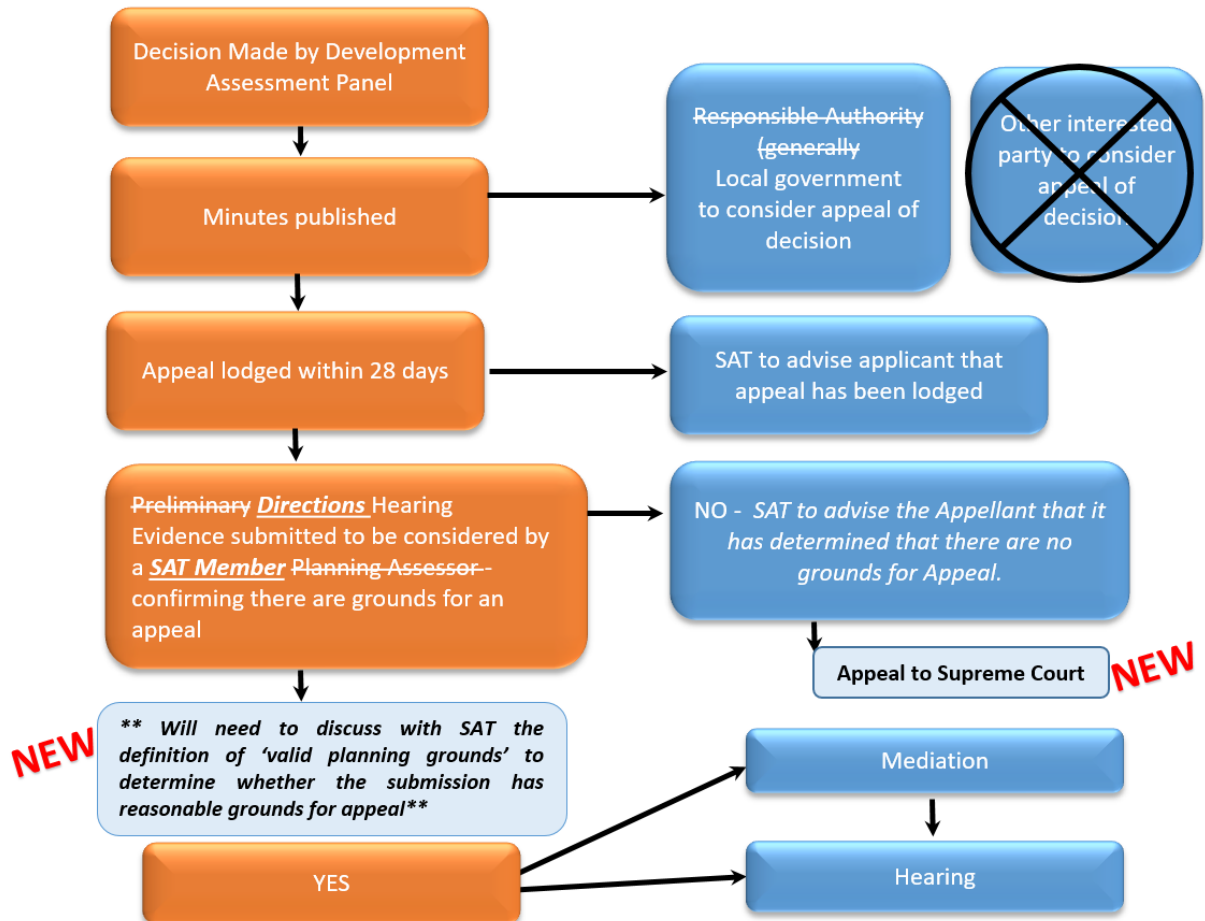 Decision Made by Development
Assessment Panel
Minutes published
Responsible Authority
(generally
Local government
to consider appeal of
decision
Other interested
party to consider
appeal of
decision
Appeal lodged within 28 days
SAT to advise applicant that
appeal has been lodged
Preliminary Directions Hearing
Evidence submitted to be considered by
a SAT Member Planning Assessor -
confirming there are grounds for an
appeal
NO - SAT to advise the Appellant that it
has determined that there are no
grounds for Appeal.
Appeal to Supreme Court
NEW
NEW
** Will need to discuss with SAT the
definition of ‘valid planning grounds’ to
determine whether the submission has
reasonable grounds for appeal**
Mediation
YES
Hearing